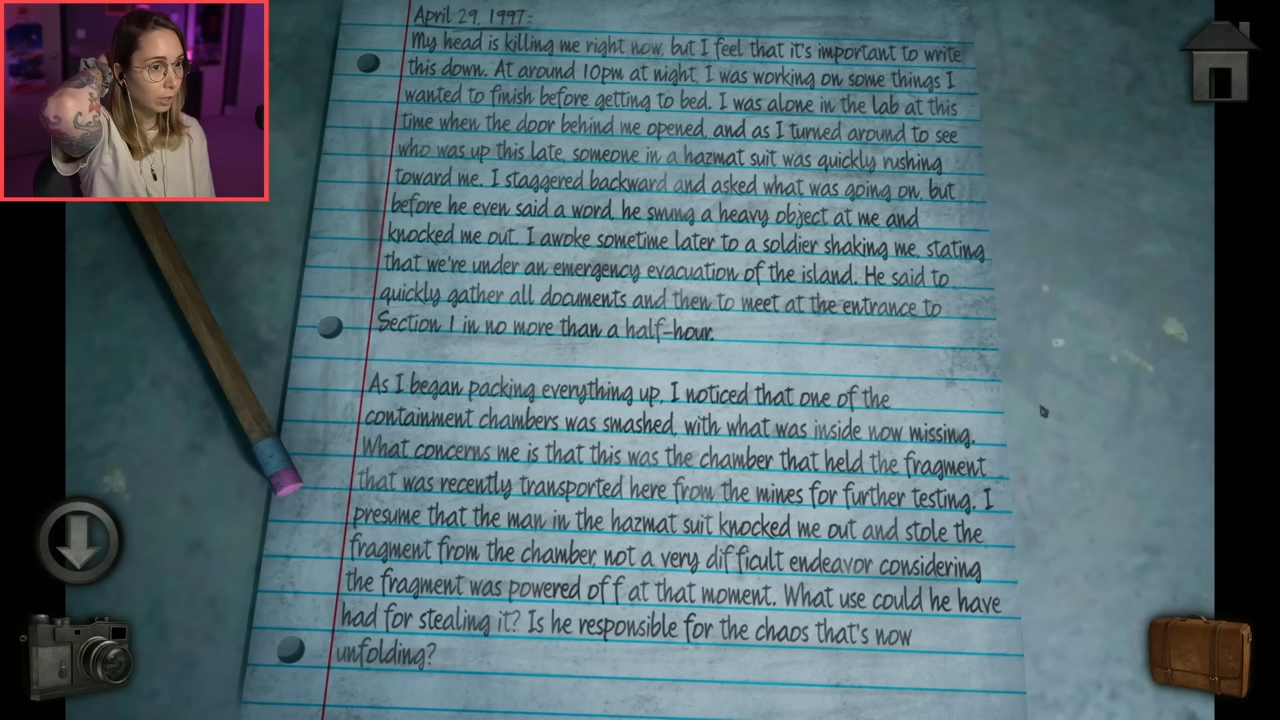 April 29, 1997:
My head is killing me right now, but I feel that it's important to write
this down. At around 10pm at night, I was working on some things I
wanted to finish before getting to bed. I was alone in the lab at this
time when the door behind me opened, and as I turned around to see
who was up this late, someone in a hazmat suit was quickly rushing
toward me. I staggered backward and asked what was going on, but
before he even said a word, he swung a heavy object at me and
knocked me out. I awoke sometime later to a soldier shaking me, stating
that we're under an emergency evacuation of the island. He said to
quickly gather all documents and then to meet at the entrance to
Section 1 in no more than a half-hour.
As I began packing everything up, I noticed that one of the
containment chambers was smashed, with what was inside now missing.
What concerns me is that this was the chamber that held the fragment
that was recently transported here from the mines for further testing. I
presume that the man in the hazmat suit knocked me out and stole the
fragment from the chamber, not a very difficult endeavor considering
the fragment was powered off at that moment. What use could he have
had for stealing it? Is he responsible for the chaos that's now
unfolding?